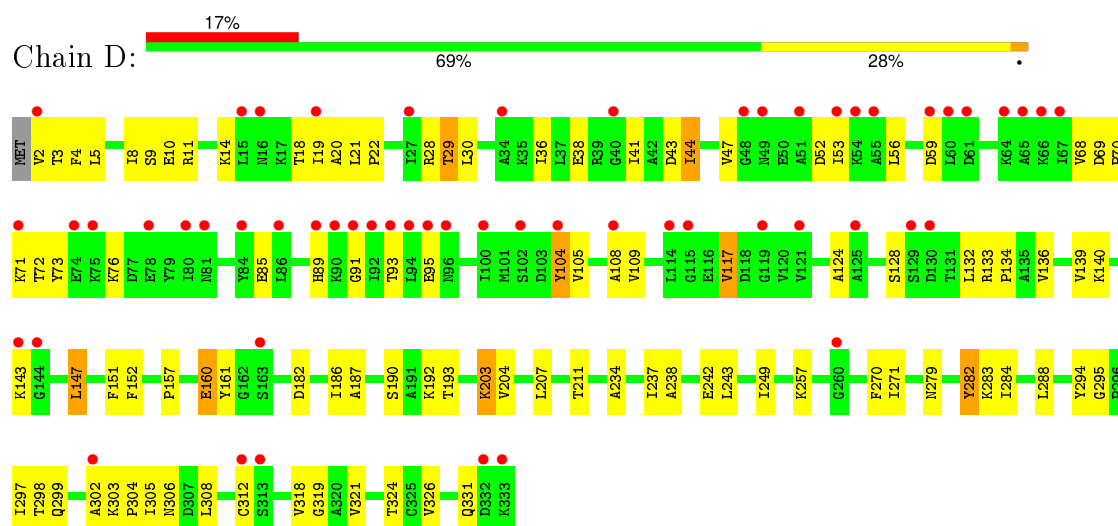 17%
Chain D:
69% 28% •
MET V2 T3 F4 L5 I8 S9 E10 R11 K14 L15 N16 K17 T18 I19 A20 L21 P22 I27 R28 T29 L30 A34 K35 I36 L37 E38 R39 G40 I41 A42 D43 I44 V47 G48 N49 E50 A51 D52 I53 K54 A55 L56 D59 L60 D61 K64 A65 K66 I67 V68 D69
K71 T72 Y73 E74 K75 K76 D77 E78 Y79 I80 N81 Y84 E85 L86 H89 K90 G91 I92 T93 L94 E95 N96 I100 M101 S102 D103 Y104 V105 A108 V109 L114 G115 E116 V117 D118 G119 V120 V121 A124 A125 S128 S129 D130 T131 L132 R133 P134 A135 V136 V139 K140
K143 G144 L147 F151 F152 P157 E160 Y161 G162 S163 D182 I186 A187 S190 A191 K192 T193 K203 V204 L207 T211 A234 I237 A238 E242 L243 I249 K257 G260 F270 I271 N279 Y282 K283 I284 L288 Y294 G295
I297 T298 Q299 A302 K303 P304 I305 N306 D307 L308 C312 S313 V318 G319 A320 V321 T324 C325 V326 Q331 D332 K333